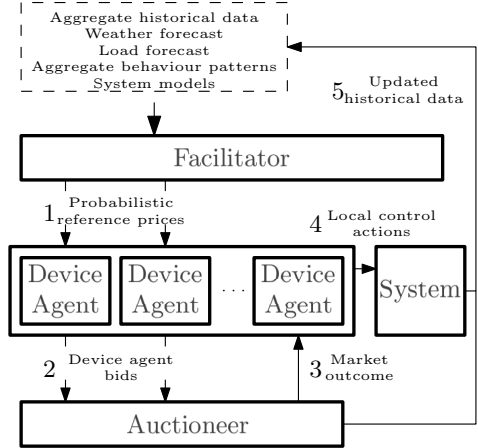 Aggregate historical data
Weather forecast
Load forecast
Aggregate behaviour patterns
System models
5 Updated
historical data
Facilitator
1 Probabilistic
reference prices
4 Local control
actions
Device
Agent
Device
Agent
...
Device
Agent
System
2 Device agent
bids
3 Market
outcome
Auctioneer